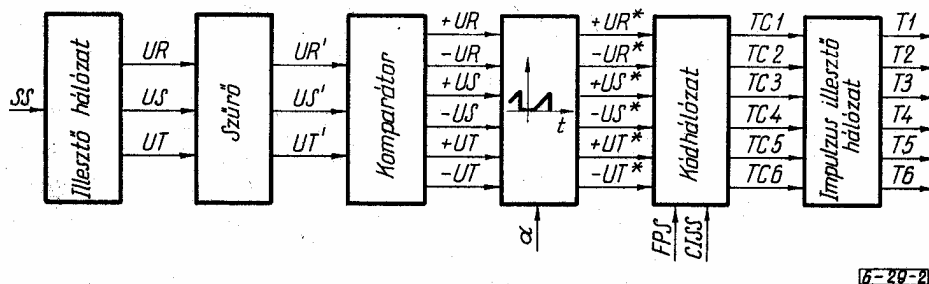 SS
Illesztő hálózat
UR
US
UT
Szűrő
UR'
US'
UT'
Komparátor
+UR
-UR
+US
-US
+UT
-UT
t
α
+UR*
-UR*
+US*
-US*
+UT*
-UT*
Kódhálózat
FPS
CISS
TC1
TC2
TC3
TC4
TC5
TC6
Impulzus illesztő
hálózat
T1
T2
T3
T4
T5
T6
6-29-2